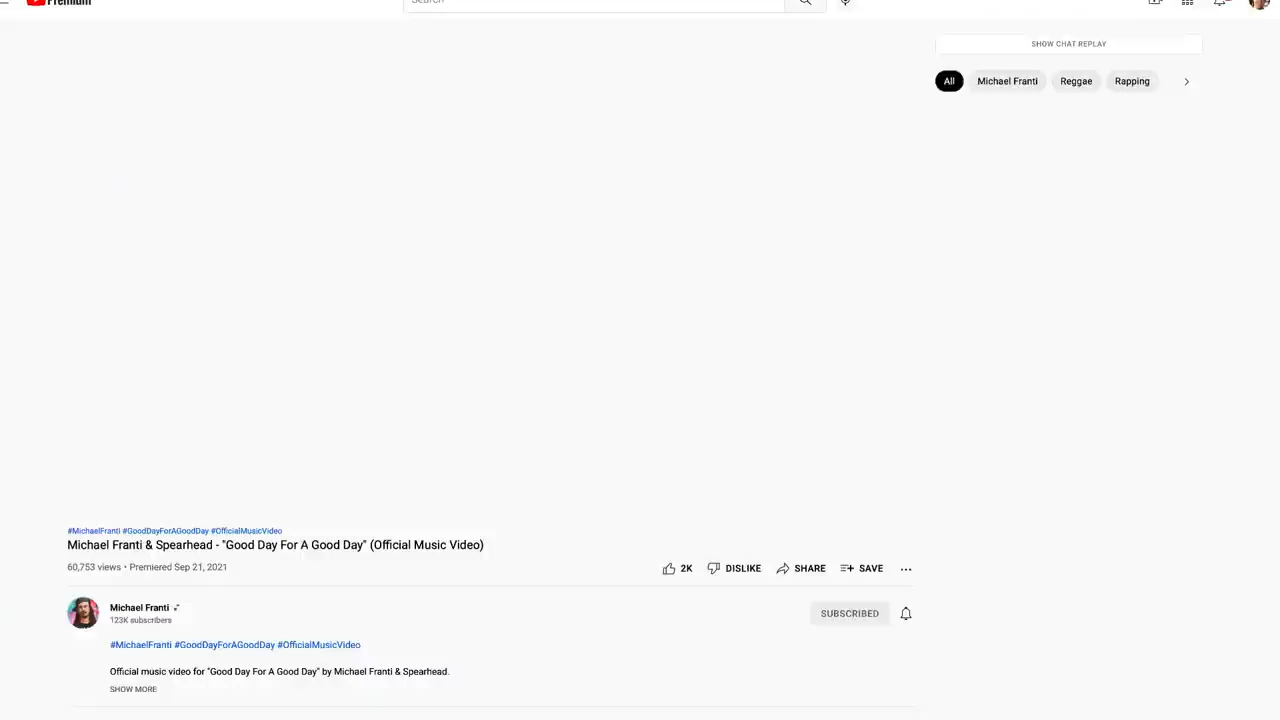 Premium
Search
SHOW CHAT REPLAY
All Michael Franti Reggae Rapping
#MichaelFranti #GoodDayForAGoodDay #OfficialMusicVideo
Michael Franti & Spearhead - "Good Day For A Good Day" (Official Music Video)
60,753 views • Premiered Sep 21, 2021
2K DISLIKE SHARE SAVE
Michael Franti
123K subscribers
SUBSCRIBED
#MichaelFranti #GoodDayForAGoodDay #OfficialMusicVideo
Official music video for "Good Day For A Good Day" by Michael Franti & Spearhead.
SHOW MORE